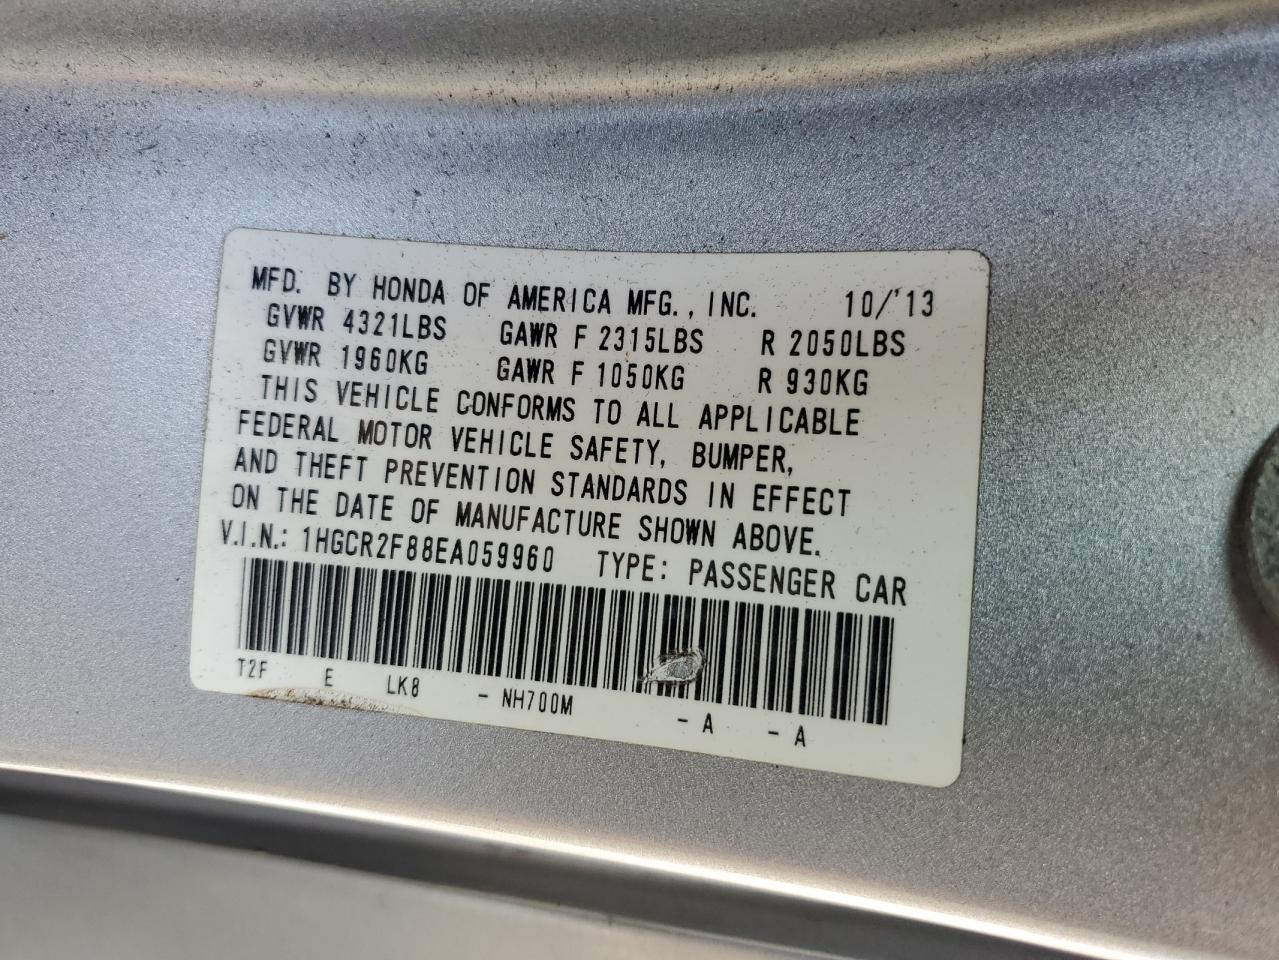 MFD. BY HONDA OF AMERICA MFG., INC. 10/'13
GVWR 4321LBS GAWR F 2315LBS R 2050LBS
GVWR 1960KG GAWR F 1050KG R 930KG
THIS VEHICLE CONFORMS TO ALL APPLICABLE
FEDERAL MOTOR VEHICLE SAFETY, BUMPER,
AND THEFT PREVENTION STANDARDS IN EFFECT
ON THE DATE OF MANUFACTURE SHOWN ABOVE.
V.I.N.: 1HGCR2F88EA059960 TYPE: PASSENGER CAR
T2F E LK8 - NH700M - A - A